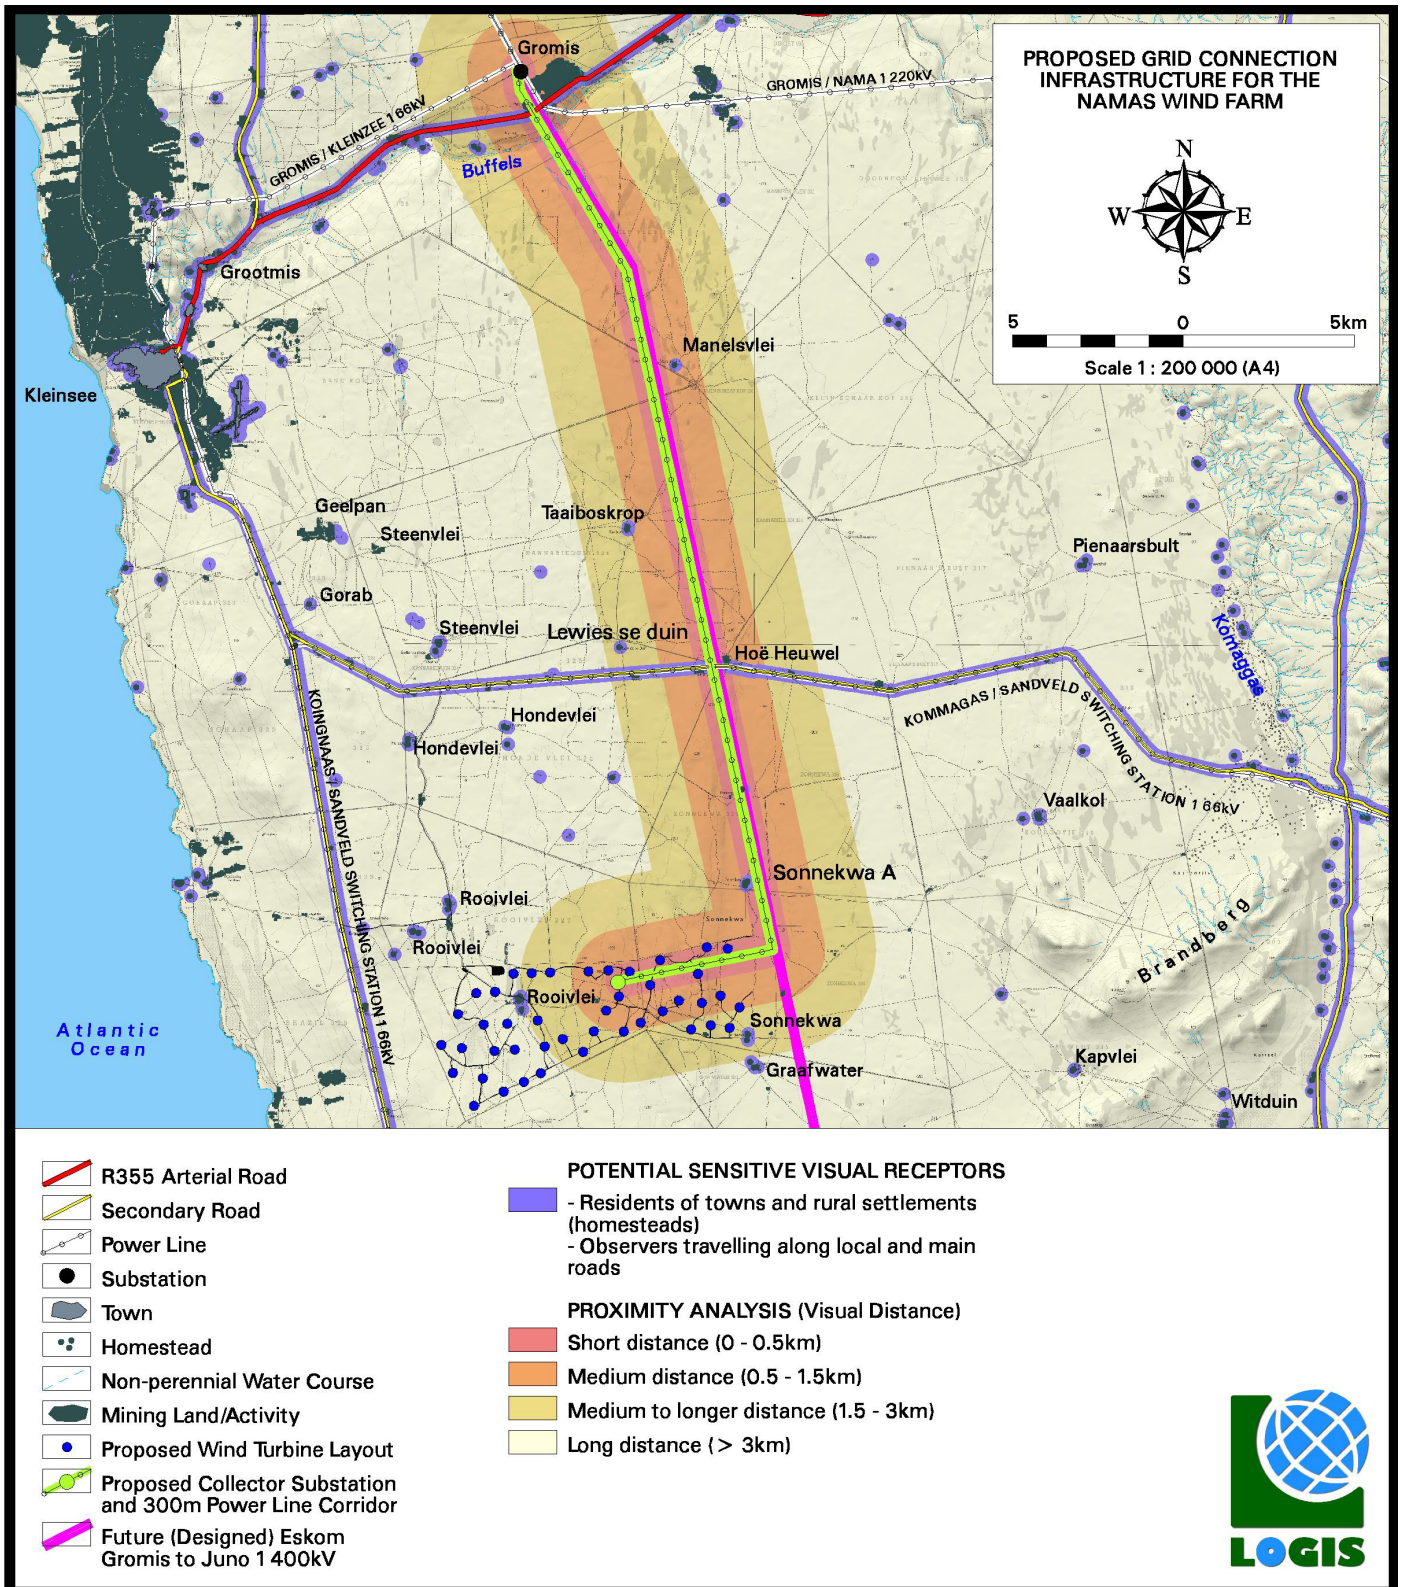 PROPOSED GRID CONNECTION
INFRASTRUCTURE FOR THE
NAMAS WIND FARM
N
W
E
S
5
0
5km
Scale 1 : 200 000 (A4)
Gromis
GROMIS / NAMA 1 220kV
GROMIS / KLEINZEE 1 66kV
Buffels
Grootmis
Manelsvlei
Kleinsee
Geelpan
Taaiboskrop
Steenvlei
Pienaarsbult
Gorab
Steenvlei
Lewies se duin
Komaggas
Hoë Heuwel
KOMMAGAS / SANDVELD SWITCHING STATION 1 66kV
KOINGNAAS / SANDVELD SWITCHING STATION 1 66kV
Hondevlei
Hondevlei
Vaalkol
Sonnekwa A
Rooivlei
Sonnekwa
Rooivlei
Brandberg
Rooivlei
Sonnekwa
Atlantic
Ocean
Graafwater
Kapvlei
Witduin
R355 Arterial Road
Secondary Road
Power Line
Substation
Town
Homestead
Non-perennial Water Course
Mining Land/Activity
Proposed Wind Turbine Layout
Proposed Collector Substation
and 300m Power Line Corridor
Future (Designed) Eskom
Gromis to Juno 1 400kV
POTENTIAL SENSITIVE VISUAL RECEPTORS
- Residents of towns and rural settlements
(homesteads)
- Observers travelling along local and main
roads
PROXIMITY ANALYSIS (Visual Distance)
Short distance (0 - 0.5km)
Medium distance (0.5 - 1.5km)
Medium to longer distance (1.5 - 3km)
Long distance (> 3km)
LOGIS